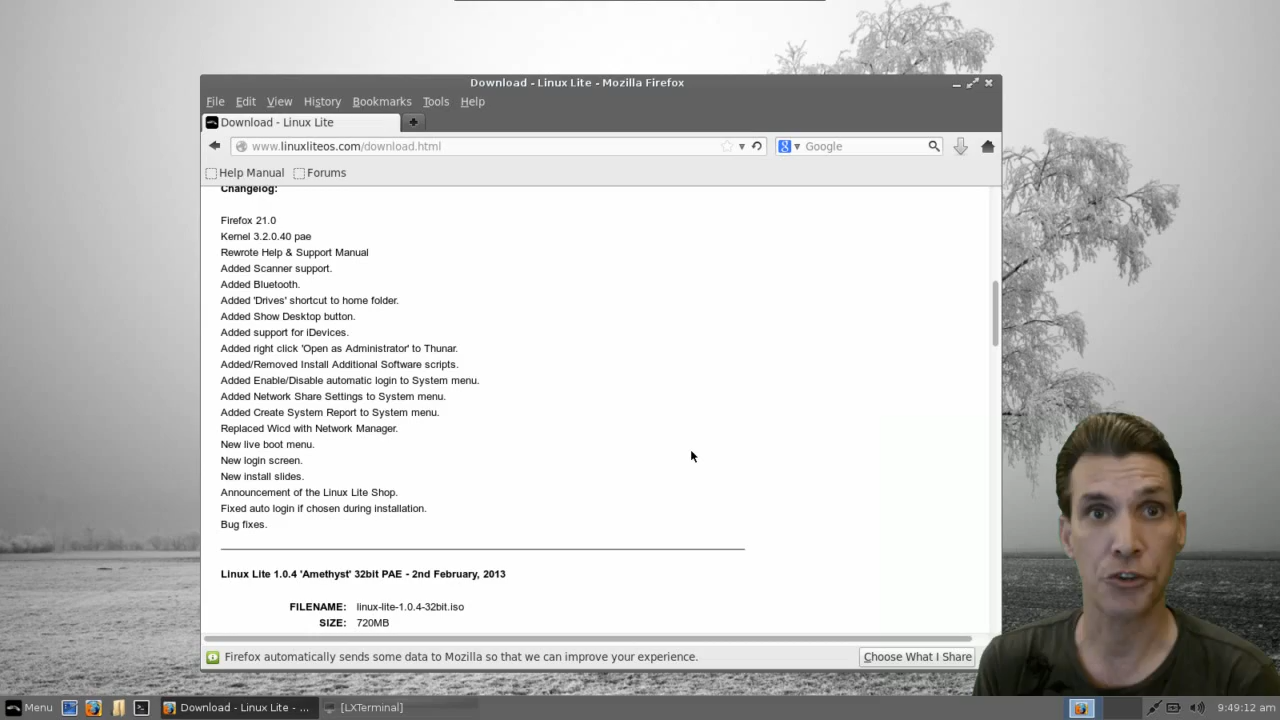 Download - Linux Lite - Mozilla Firefox
File Edit View History Bookmarks Tools Help
Download - Linux Lite
www.linuxliteos.com/download.html
Google
Help Manual Forums
Changelog:
Firefox 21.0
Kernel 3.2.0.40 pae
Rewrote Help & Support Manual
Added Scanner support.
Added Bluetooth.
Added 'Drives' shortcut to home folder.
Added Show Desktop button.
Added support for iDevices.
Added right click 'Open as Administrator' to Thunar.
Added/Removed Install Additional Software scripts.
Added Enable/Disable automatic login to System menu.
Added Network Share Settings to System menu.
Added Create System Report to System menu.
Replaced Wicd with Network Manager.
New live boot menu.
New login screen.
New install slides.
Announcement of the Linux Lite Shop.
Fixed auto login if chosen during installation.
Bug fixes.
Linux Lite 1.0.4 'Amethyst' 32bit PAE - 2nd February, 2013
FILENAME: linux-lite-1.0.4-32bit.iso
SIZE: 720MB
Firefox automatically sends some data to Mozilla so that we can improve your experience.
Choose What I Share
Menu
Download - Linux Lite - ...
[LXTerminal]
9:49:12 am